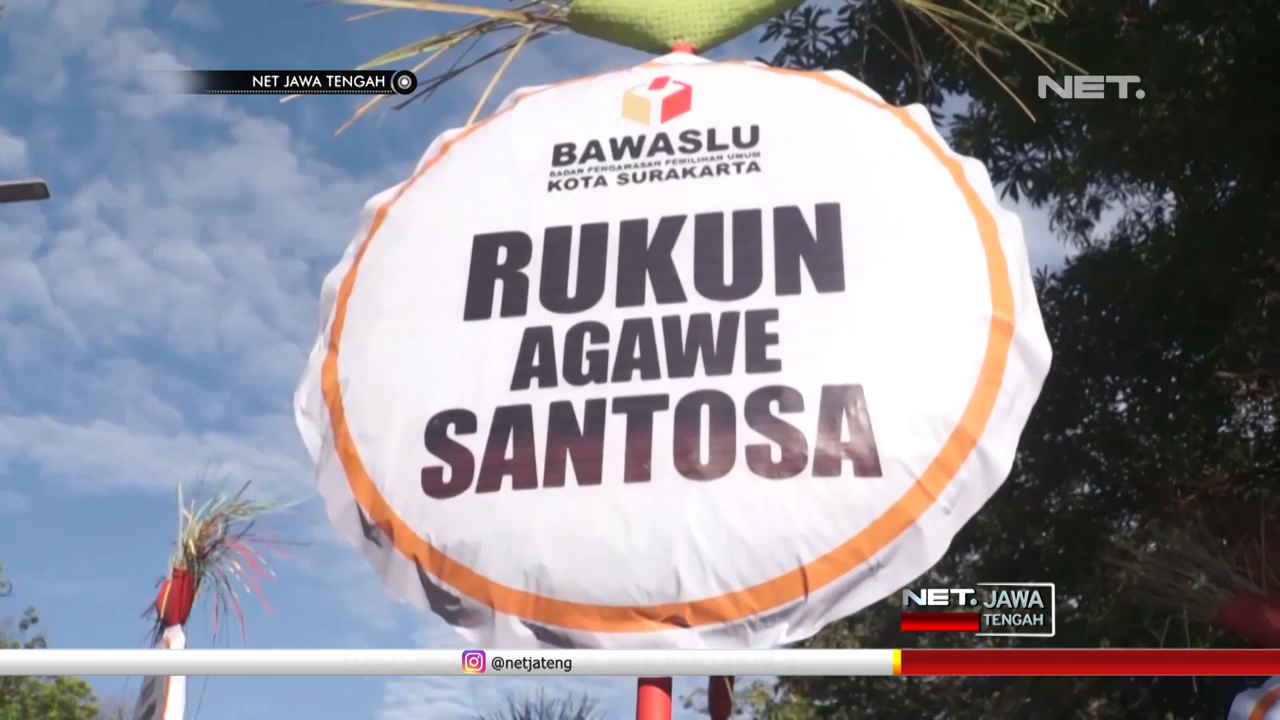 NET JAWA TENGAH
NET.
BAWASLU
BADAN PENGAWASAN PEMILIHAN UMUM
KOTA SURAKARTA
RUKUN
AGAWE
SANTOSA
NET. JAWA
TENGAH
@netjateng